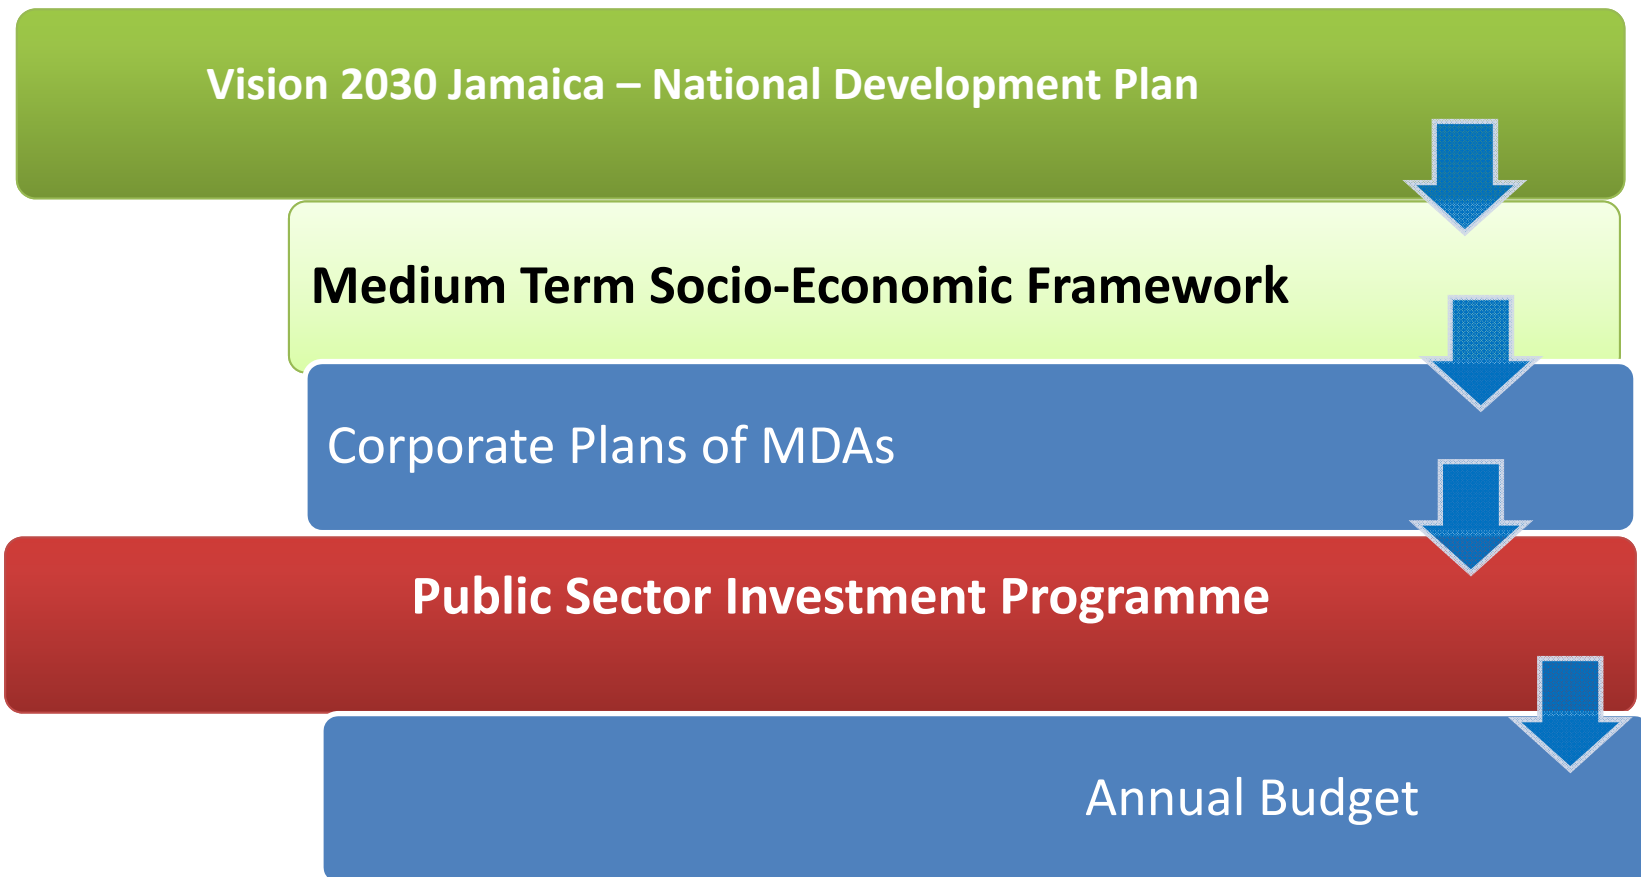 Vision 2030 Jamaica – National Development Plan
Medium Term Socio-Economic Framework
Corporate Plans of MDAs
Public Sector Investment Programme
Annual Budget